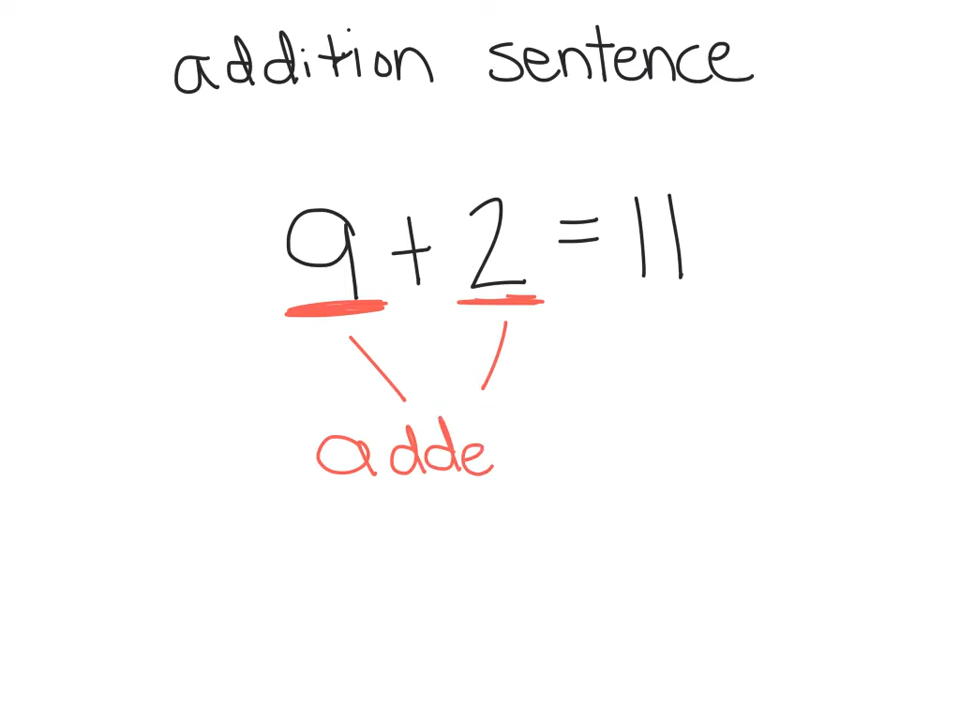 addition sentence
9 + 2 = 11
adde